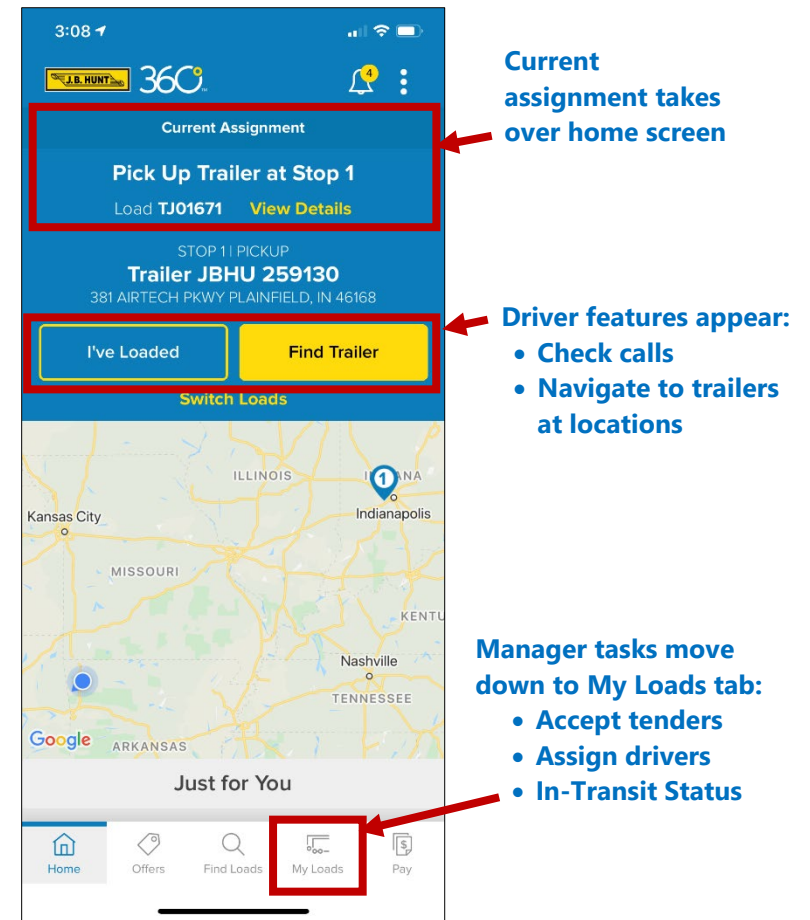 3:08
J.B. HUNT 360°
4
Current Assignment
Pick Up Trailer at Stop 1
Load TJ01671 View Details
STOP 1 | PICKUP
Trailer JBHU 259130
381 AIRTECH PKWY PLAINFIELD, IN 46168
I've Loaded Find Trailer
Switch Loads
ILLINOIS
1
NA
Kansas City
Indianapolis
MISSOURI
KENTU
Nashville
TENNESSEE
Google
ARKANSAS
Just for You
Home Offers Find Loads My Loads Pay
Current
assignment takes
over home screen
Driver features appear:
• Check calls
• Navigate to trailers
at locations
Manager tasks move
down to My Loads tab:
• Accept tenders
• Assign drivers
• In-Transit Status